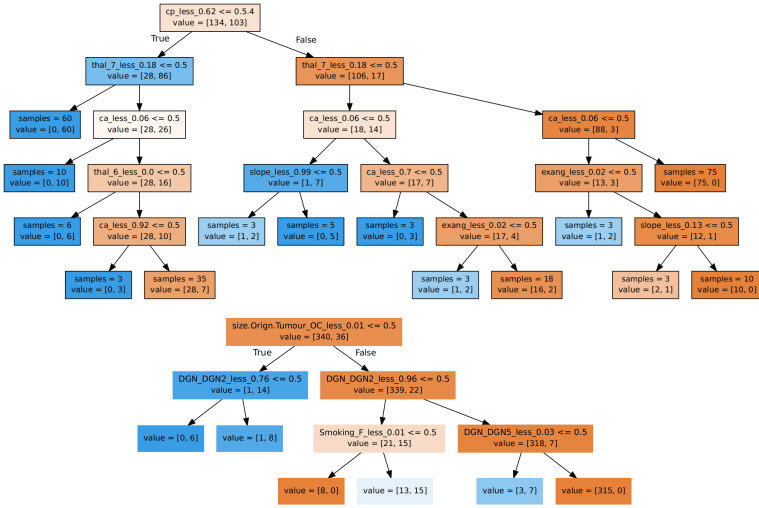 cp_less_0.62 <= 0.5.4
value = [134, 103]
True
False
thal_7_less_0.18 <= 0.5
value = [28, 86]
thal_7_less_0.18 <= 0.5
value = [106, 17]
samples = 60
value = [0, 60]
ca_less_0.06 <= 0.5
value = [28, 26]
ca_less_0.06 <= 0.5
value = [18, 14]
ca_less_0.06 <= 0.5
value = [88, 3]
samples = 10
value = [0, 10]
thal_6_less_0.0 <= 0.5
value = [28, 16]
slope_less_0.99 <= 0.5
value = [1, 7]
ca_less_0.7 <= 0.5
value = [17, 7]
exang_less_0.02 <= 0.5
value = [13, 3]
samples = 75
value = [75, 0]
samples = 6
value = [0, 6]
ca_less_0.92 <= 0.5
value = [28, 10]
samples = 3
value = [1, 2]
samples = 5
value = [0, 5]
samples = 3
value = [0, 3]
exang_less_0.02 <= 0.5
value = [17, 4]
samples = 3
value = [1, 2]
slope_less_0.13 <= 0.5
value = [12, 1]
samples = 3
value = [0, 3]
samples = 35
value = [28, 7]
samples = 3
value = [1, 2]
samples = 18
value = [16, 2]
samples = 3
value = [2, 1]
samples = 10
value = [10, 0]
size.Orign.Tumour_OC_less_0.01 <= 0.5
value = [340, 36]
True
False
DGN_DGN2_less_0.76 <= 0.5
value = [1, 14]
DGN_DGN2_less_0.96 <= 0.5
value = [339, 22]
value = [0, 6]
value = [1, 8]
Smoking_F_less_0.01 <= 0.5
value = [21, 15]
DGN_DGN5_less_0.03 <= 0.5
value = [318, 7]
value = [8, 0]
value = [13, 15]
value = [3, 7]
value = [315, 0]